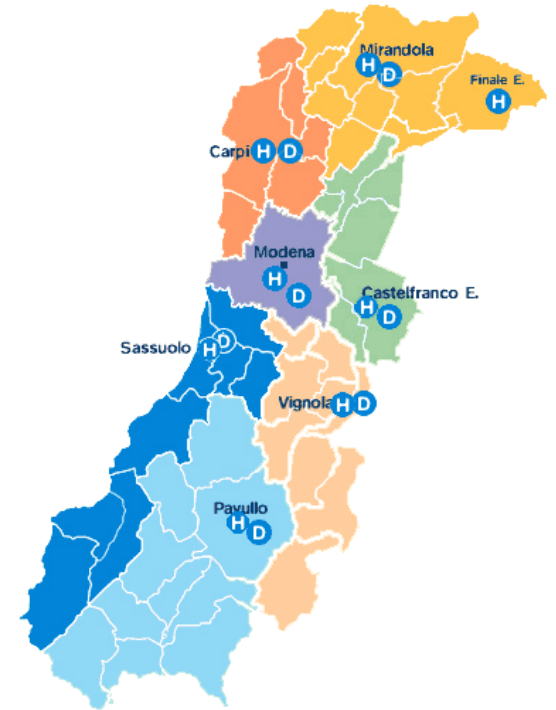 Mirandola
H D
Finale E.
H
Carpi H D
Modena
H
D
Castelfranco E.
H D
Sassuolo H D
Vignola H D
Pavullo
H D